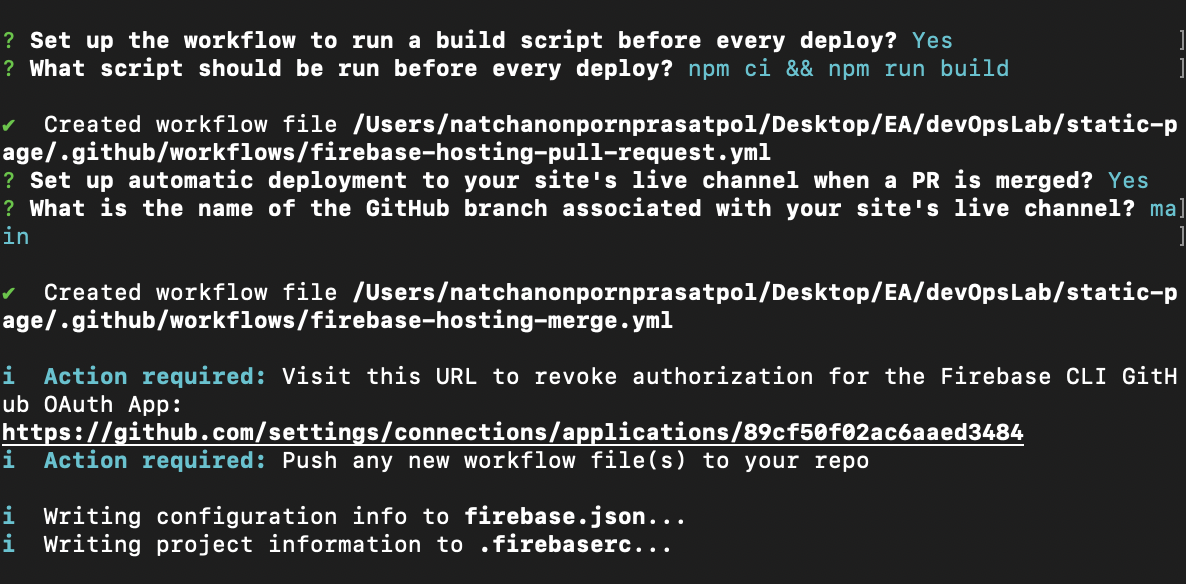 ? Set up the workflow to run a build script before every deploy? Yes ]
? What script should be run before every deploy? npm ci && npm run build ]
✔ Created workflow file /Users/natchanonpornprasatpol/Desktop/EA/devOpsLab/static-p
age/.github/workflows/firebase-hosting-pull-request.yml
? Set up automatic deployment to your site's live channel when a PR is merged? Yes
? What is the name of the GitHub branch associated with your site's live channel? ma]
in ]
✔ Created workflow file /Users/natchanonpornprasatpol/Desktop/EA/devOpsLab/static-p
age/.github/workflows/firebase-hosting-merge.yml
i Action required: Visit this URL to revoke authorization for the Firebase CLI GitH
ub OAuth App:
https://github.com/settings/connections/applications/89cf50f02ac6aaed3484
i Action required: Push any new workflow file(s) to your repo
i Writing configuration info to firebase.json...
i Writing project information to .firebaserc...